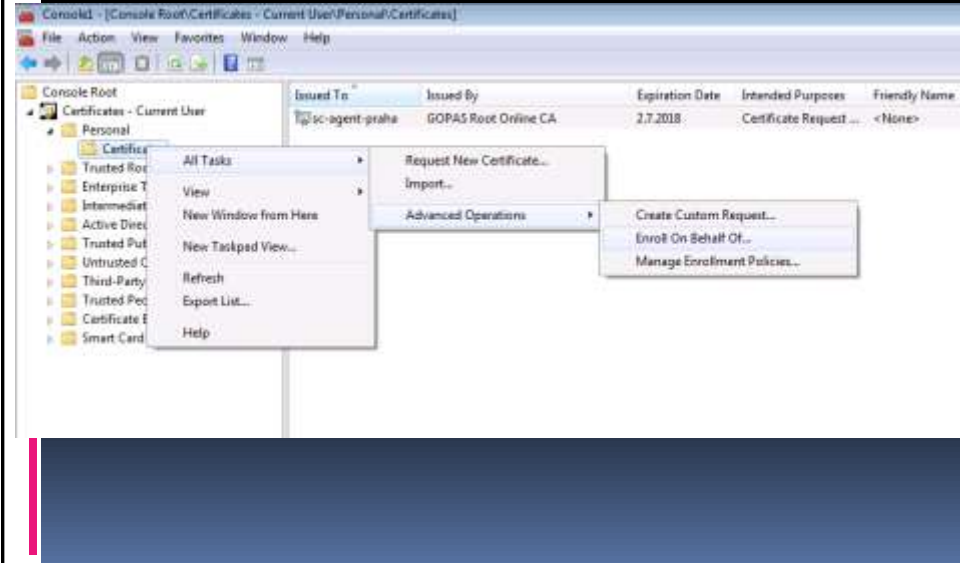 Console1 - [Console Root\Certificates - Current User\Personal\Certificates]
File Action View Favorites Window Help
Console Root
Certificates - Current User
Personal
Certifica
Trusted Roo
Enterprise T
Intermediat
Active Direc
Trusted Pub
Untrusted C
Third-Party
Trusted Peo
Certificate E
Smart Card
Issued To Issued By Expiration Date Intended Purposes Friendly Name
sc-agent-praha GOPAS Root Online CA 2.7.2018 Certificate Request ... <None>
All Tasks
View
New Window from Here
New Taskpad View...
Refresh
Export List...
Help
Request New Certificate...
Import...
Advanced Operations
Create Custom Request...
Enroll On Behalf Of...
Manage Enrollment Policies...